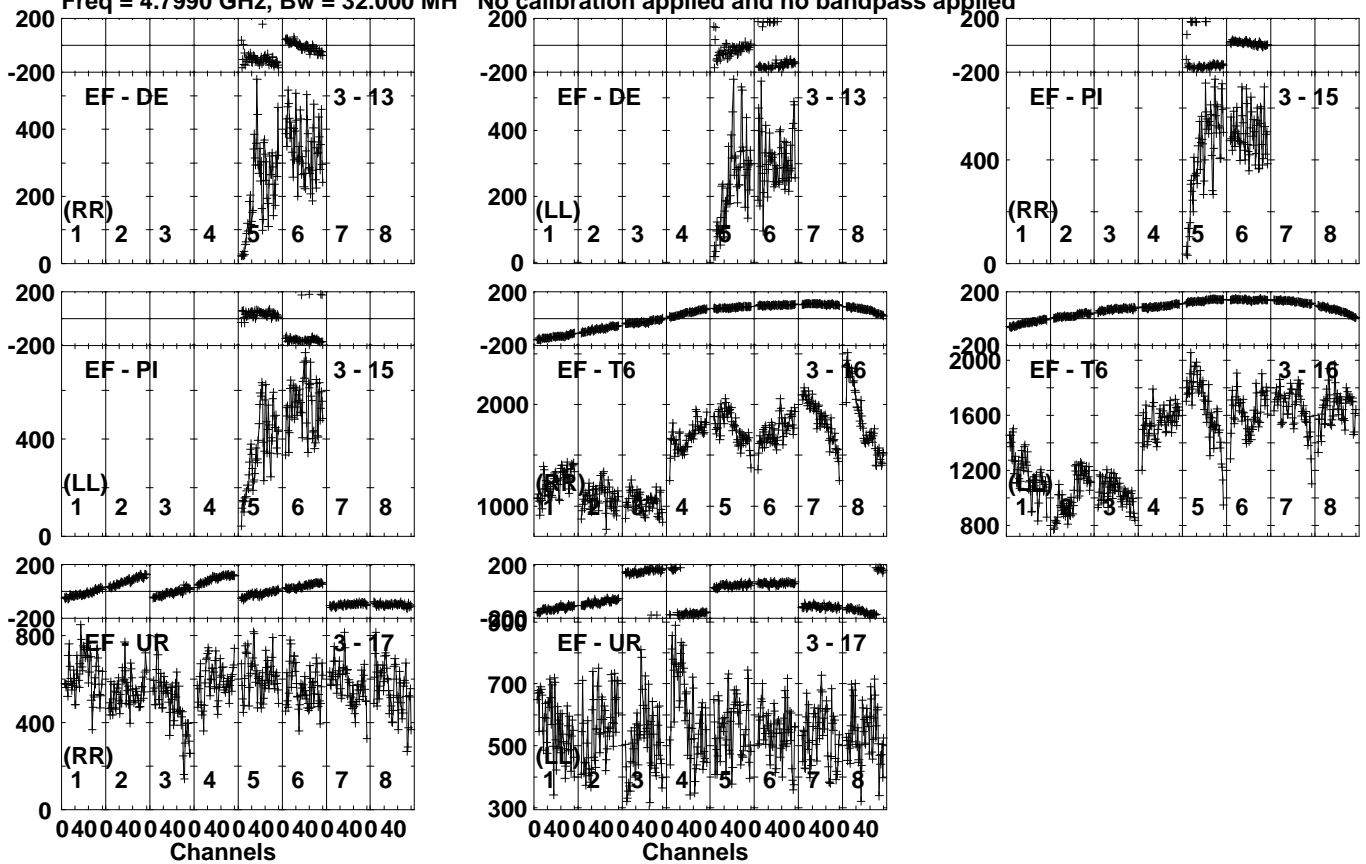 Freq = 4.7990 GHz, Bw = 32.000 MH   No calibration applied and no bandpass applied
200
-200
EF - DE 3 - 13
400
200
(RR)
1 2 3 4 5 6 7 8
0
200
-200
EF - DE 3 - 13
400
200
(LL)
1 2 3 4 5 6 7 8
0
200
-200
EF - PI 3 - 15
400
(RR)
1 2 3 4 5 6 7 8
0
200
-200
EF - PI 3 - 15
400
(LL)
1 2 3 4 5 6 7 8
0
200
-200
EF - T6 3 - 16
2000
(RR)
1000 1 2 3 4 5 6 7 8
200
-200
2000
EF - T6 3 - 16
1600
1200
(LL)
1 2 3 4 5 6 7 8
800
200
-200
800
EF - UR 3 - 17
400
(RR)
1 2 3 4 5 6 7 8
0
0 40 0 40 0 40 0 40 0 40 0 40 0 40 0 40
Channels
200
-200
900
EF - UR 3 - 17
700
500
(LL)
1 2 3 4 5 6 7 8
300
0 40 0 40 0 40 0 40 0 40 0 40 0 40 0 40
Channels